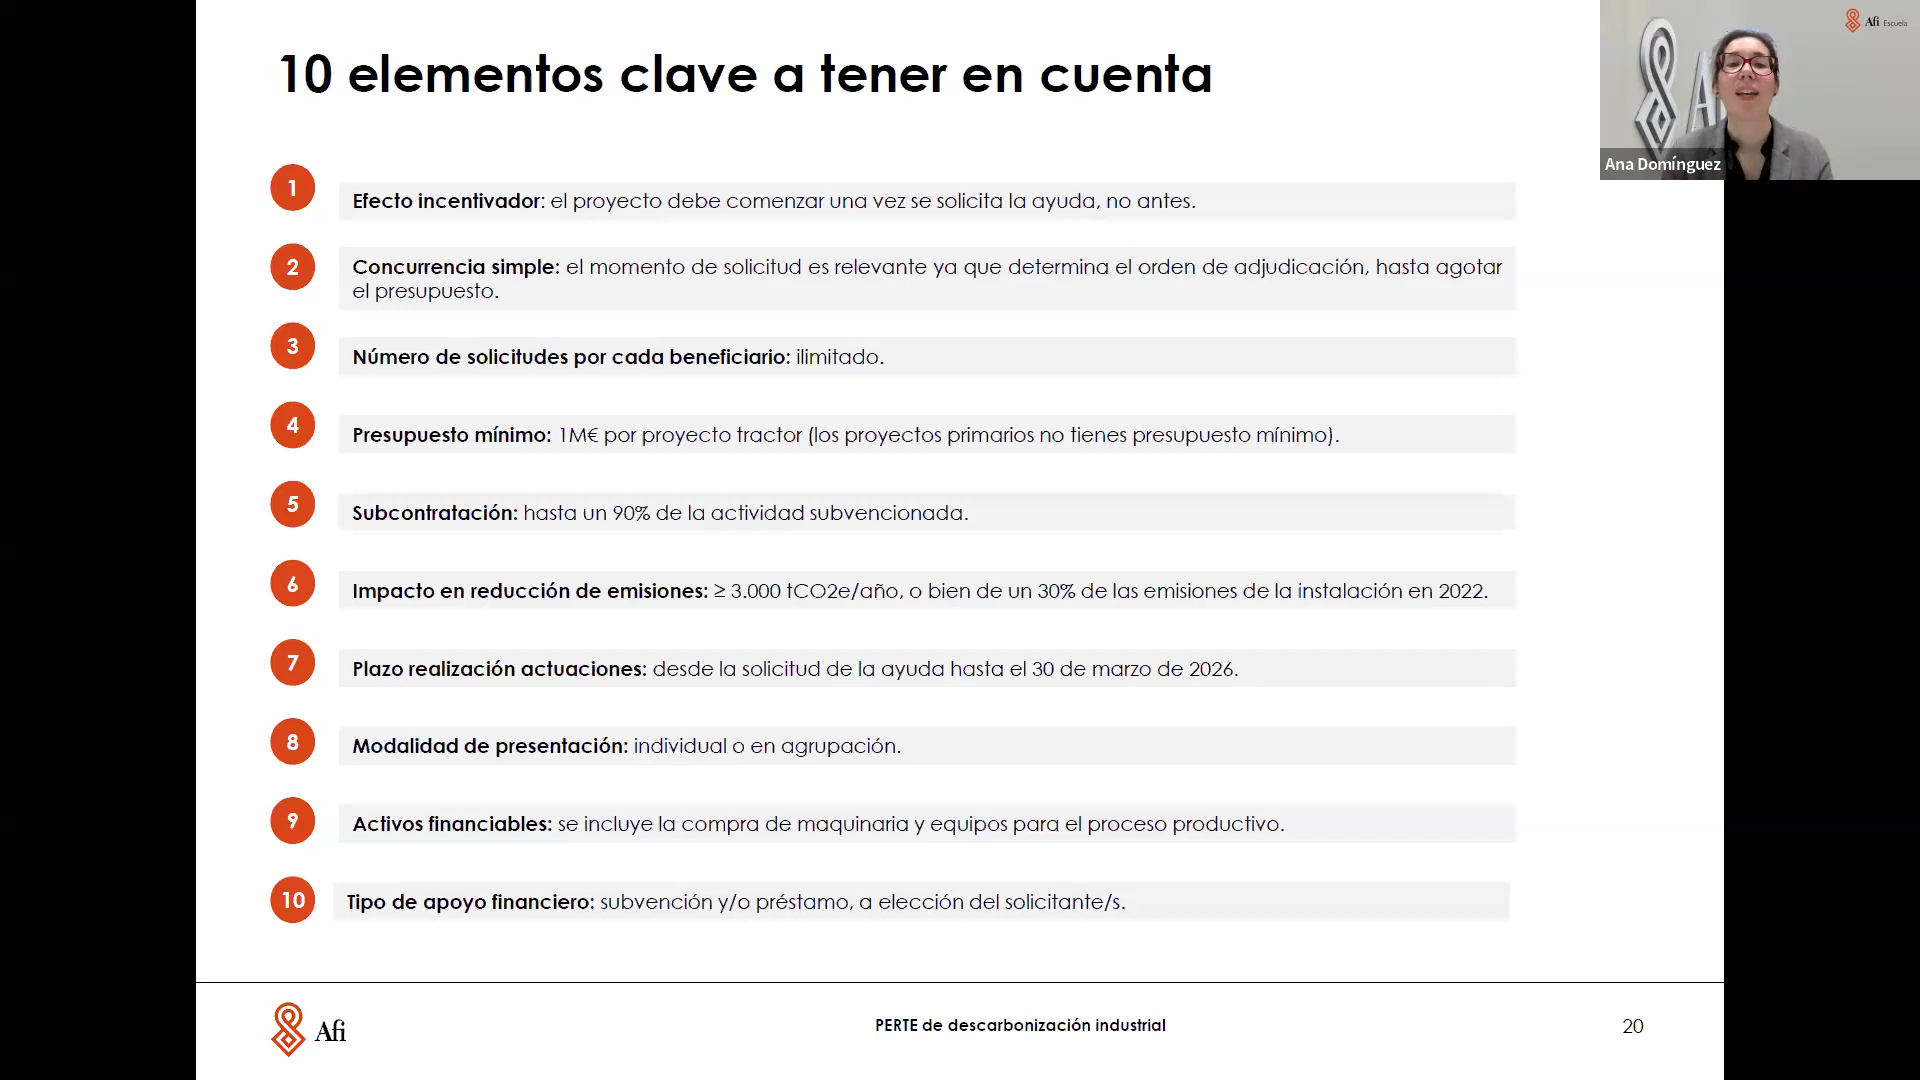 10 elementos clave a tener en cuenta
Afi Escuela
Ana Domínguez
1
Efecto incentivador: el proyecto debe comenzar una vez se solicita la ayuda, no antes.
2
Concurrencia simple: el momento de solicitud es relevante ya que determina el orden de adjudicación, hasta agotar
el presupuesto.
3
Número de solicitudes por cada beneficiario: ilimitado.
4
Presupuesto mínimo: 1M€ por proyecto tractor (los proyectos primarios no tienes presupuesto mínimo).
5
Subcontratación: hasta un 90% de la actividad subvencionada.
6
Impacto en reducción de emisiones: ≥ 3.000 tCO2e/año, o bien de un 30% de las emisiones de la instalación en 2022.
7
Plazo realización actuaciones: desde la solicitud de la ayuda hasta el 30 de marzo de 2026.
8
Modalidad de presentación: individual o en agrupación.
9
Activos financiables: se incluye la compra de maquinaria y equipos para el proceso productivo.
10
Tipo de apoyo financiero: subvención y/o préstamo, a elección del solicitante/s.
Afi
PERTE de descarbonización industrial
20